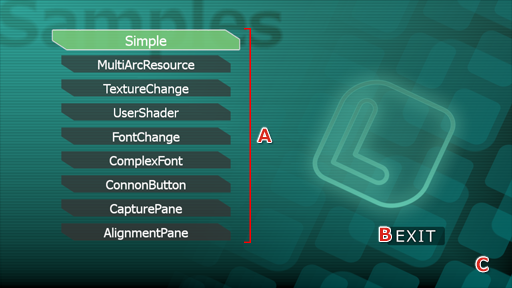 Samples
Simple
MultiArcResource
TextureChange
UserShader
FontChange
A
ComplexFont
ConnonButton
CapturePane
AlignmentPane
L
B EXIT
C